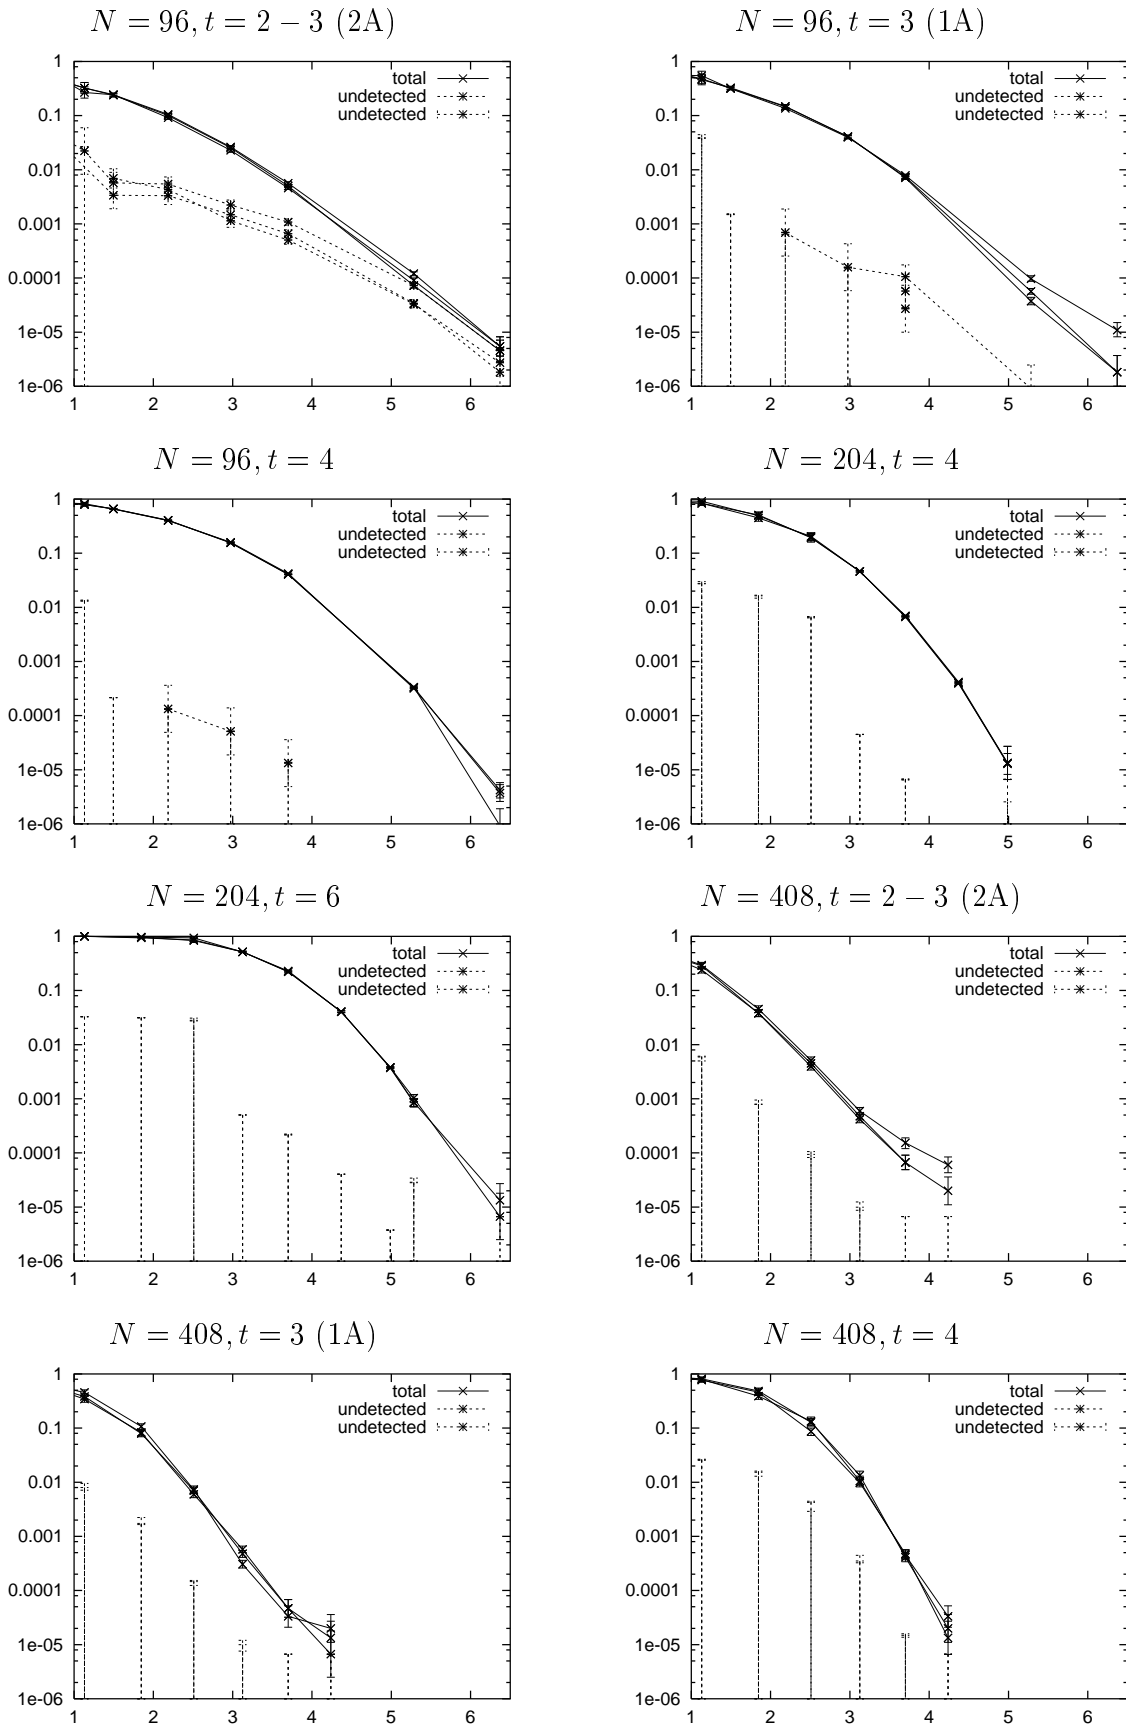 N = 96, t = 2 − 3 (2A)
1
0.1
0.01
0.001
0.0001
1e-05
1e-06
total
undetected
undetected
1 2 3 4 5 6
N = 96, t = 3 (1A)
1
0.1
0.01
0.001
0.0001
1e-05
1e-06
total
undetected
undetected
1 2 3 4 5 6
N = 96, t = 4
1
0.1
0.01
0.001
0.0001
1e-05
1e-06
total
undetected
undetected
1 2 3 4 5 6
N = 204, t = 4
1
0.1
0.01
0.001
0.0001
1e-05
1e-06
total
undetected
undetected
1 2 3 4 5 6
N = 204, t = 6
1
0.1
0.01
0.001
0.0001
1e-05
1e-06
total
undetected
undetected
1 2 3 4 5 6
N = 408, t = 2 − 3 (2A)
1
0.1
0.01
0.001
0.0001
1e-05
1e-06
total
undetected
undetected
1 2 3 4 5 6
N = 408, t = 3 (1A)
1
0.1
0.01
0.001
0.0001
1e-05
1e-06
total
undetected
undetected
1 2 3 4 5 6
N = 408, t = 4
1
0.1
0.01
0.001
0.0001
1e-05
1e-06
total
undetected
undetected
1 2 3 4 5 6